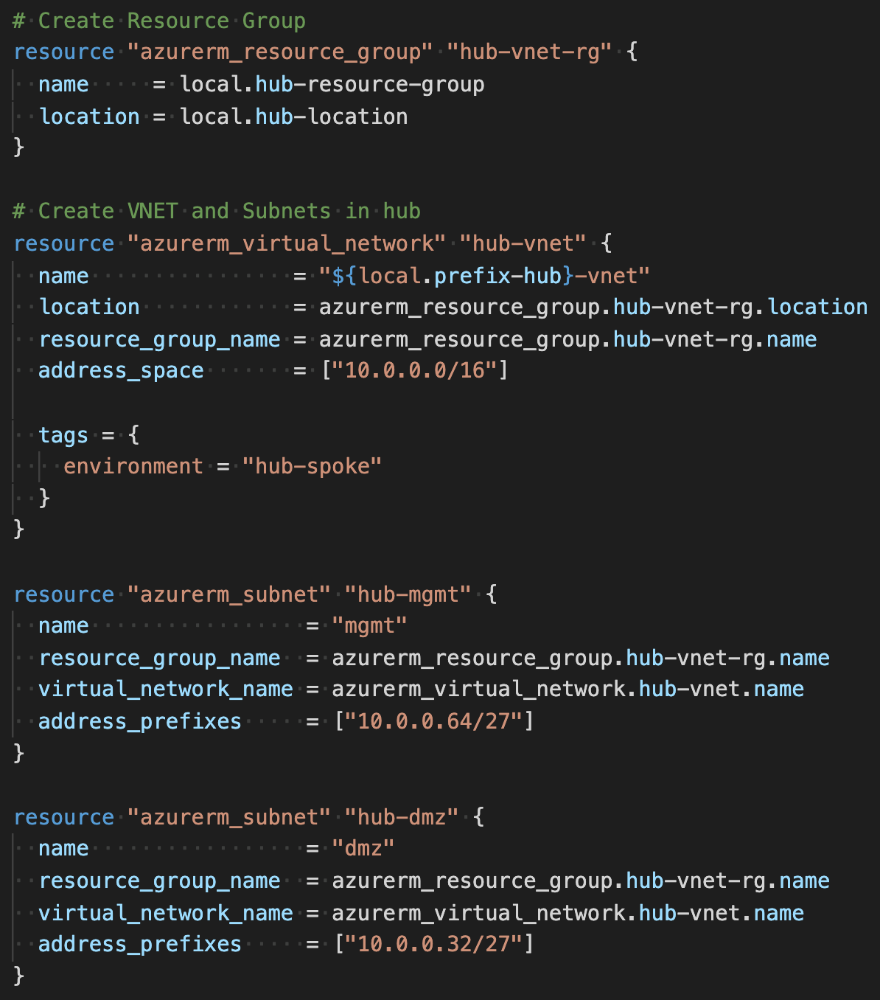 # Create Resource Group
resource "azurerm_resource_group" "hub-vnet-rg" {
  name     = local.hub-resource-group
  location = local.hub-location
}

# Create VNET and Subnets in hub
resource "azurerm_virtual_network" "hub-vnet" {
  name                = "${local.prefix-hub}-vnet"
  location            = azurerm_resource_group.hub-vnet-rg.location
  resource_group_name = azurerm_resource_group.hub-vnet-rg.name
  address_space       = ["10.0.0.0/16"]

  tags = {
    environment = "hub-spoke"
  }
}

resource "azurerm_subnet" "hub-mgmt" {
  name                 = "mgmt"
  resource_group_name  = azurerm_resource_group.hub-vnet-rg.name
  virtual_network_name = azurerm_virtual_network.hub-vnet.name
  address_prefixes     = ["10.0.0.64/27"]
}

resource "azurerm_subnet" "hub-dmz" {
  name                 = "dmz"
  resource_group_name  = azurerm_resource_group.hub-vnet-rg.name
  virtual_network_name = azurerm_virtual_network.hub-vnet.name
  address_prefixes     = ["10.0.0.32/27"]
}